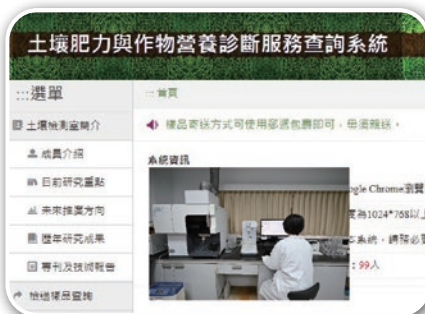 土壤肥力與作物營養診斷服務查詢系統
:::選單
::: 首頁
土壤檢測室簡介
樣品寄送方式可使用郵遞包裹即可，毋須親送。
成員介紹
系統資訊
目前研究重點
ogle Chrome瀏覽
未來推廣方向
度為1024*768以上
歷年研究成果
系統，請務必
專利及技術報告
：99人
檢送樣品查詢